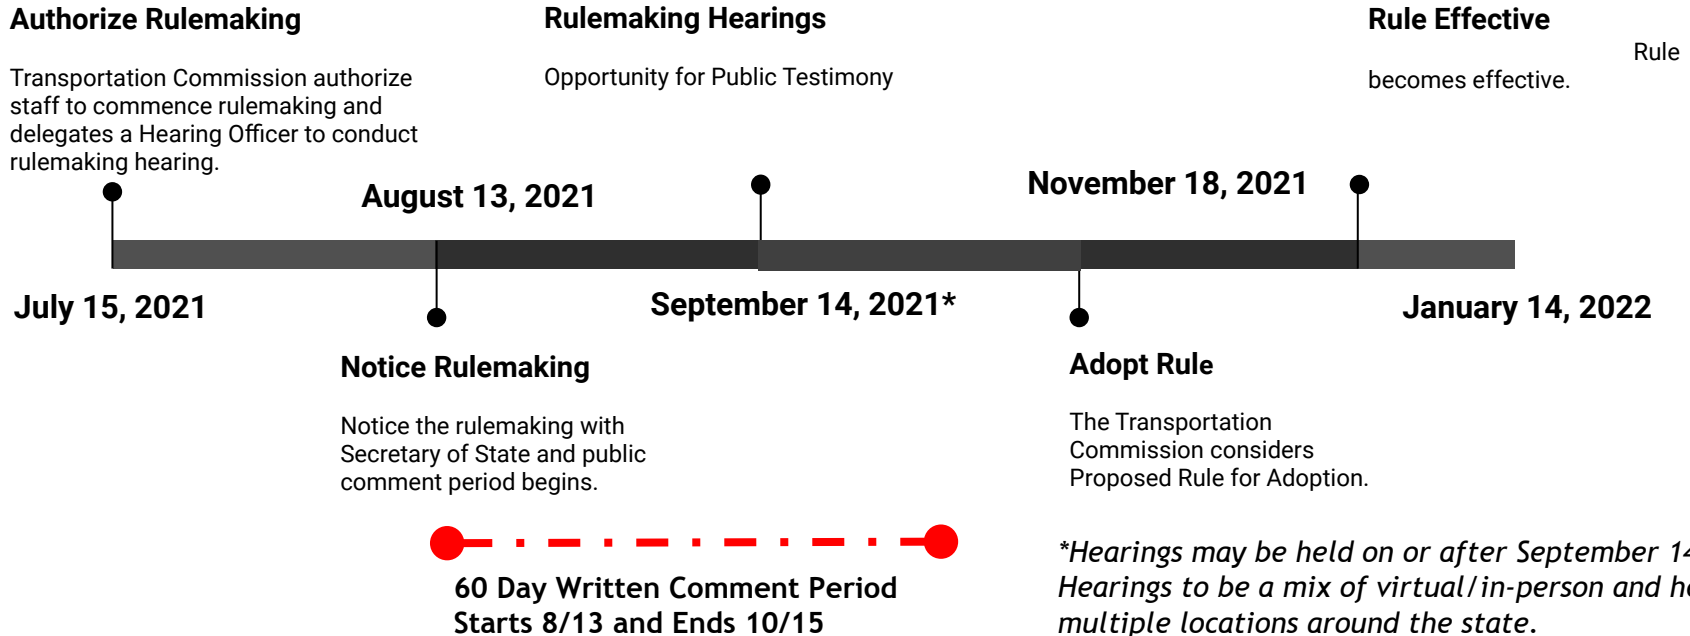 Authorize Rulemaking
Transportation Commission authorize
staff to commence rulemaking and
delegates a Hearing Officer to conduct
rulemaking hearing.
July 15, 2021
August 13, 2021
Notice Rulemaking
Notice the rulemaking with
Secretary of State and public
comment period begins.
60 Day Written Comment Period
Starts 8/13 and Ends 10/15
Rulemaking Hearings
Opportunity for Public Testimony
September 14, 2021*
November 18, 2021
Adopt Rule
The Transportation
Commission considers
Proposed Rule for Adoption.
Rule Effective
Rule
becomes effective.
January 14, 2022
*Hearings may be held on or after September 14
Hearings to be a mix of virtual/in-person and
multiple locations around the state.